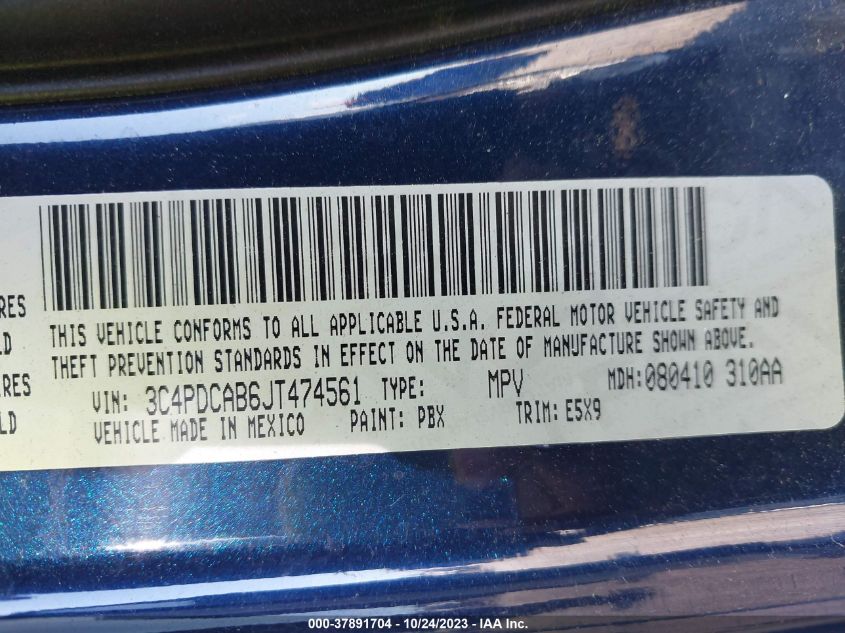 RES
LD
RES
LD
THIS VEHICLE CONFORMS TO ALL APPLICABLE U.S.A. FEDERAL MOTOR VEHICLE SAFETY AND
THEFT PREVENTION STANDARDS IN EFFECT ON THE DATE OF MANUFACTURE SHOWN ABOVE.
VIN: 3C4PDCAB6JT474561 TYPE: MPV MDH:080410 310AA
VEHICLE MADE IN MEXICO PAINT: PBX TRIM: E5X9
000-37891704 - 10/24/2023 - IAA Inc.